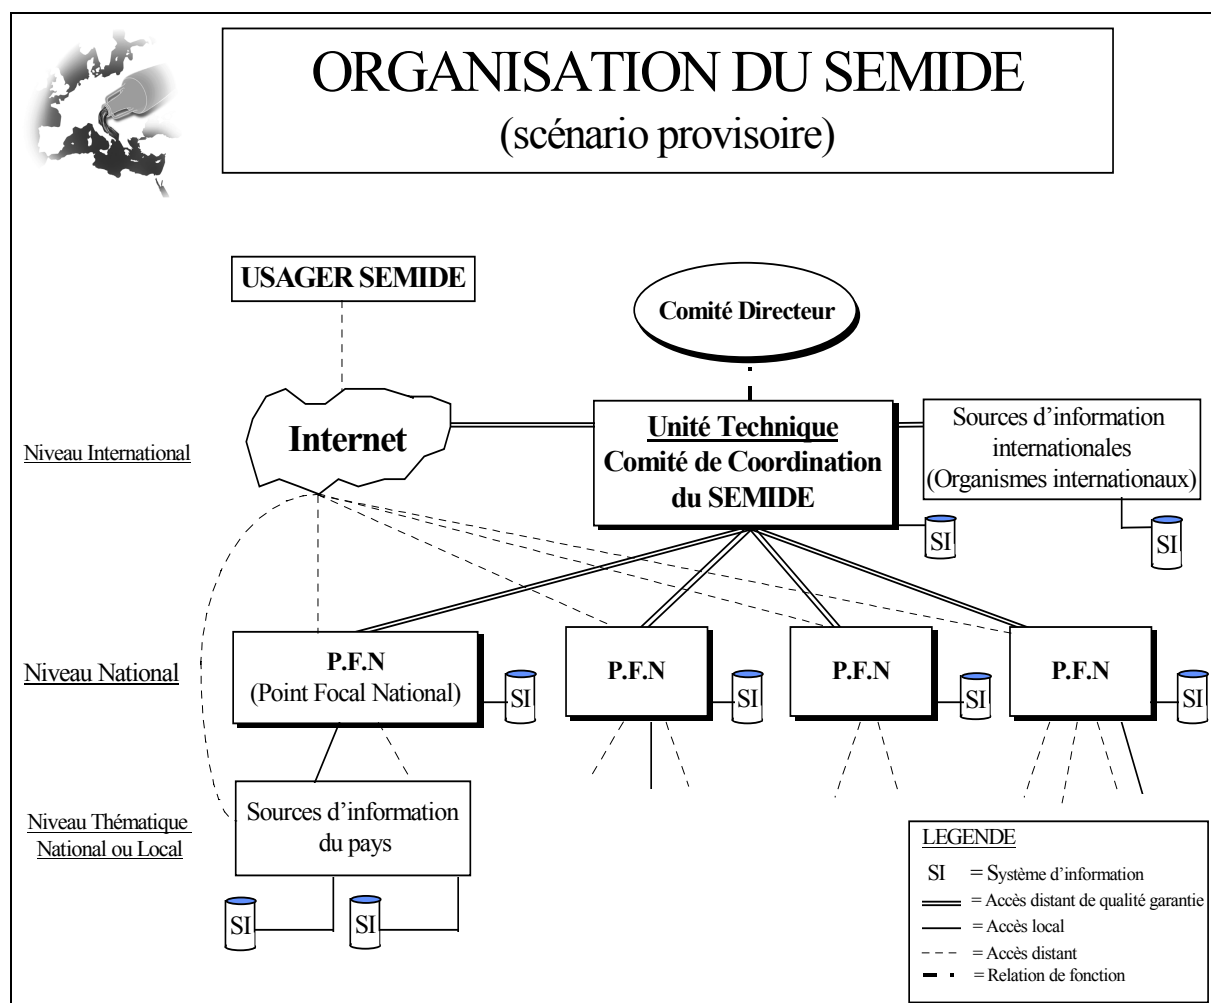 ORGANISATION DU SEMIDE
(scénario provisoire)
USAGER SEMIDE
Comité Directeur
Niveau International
Internet
Unité Technique
Comité de Coordination
du SEMIDE
Sources d’information
internationales
(Organismes internationaux)
SI
SI
Niveau National
P.F.N
(Point Focal National)
SI
P.F.N
SI
P.F.N
SI
P.F.N
SI
Niveau Thématique
National ou Local
Sources d’information
du pays
SI
SI
LEGENDE
SI = Système d’information
= Accès distant de qualité garantie
= Accès local
= Accès distant
= Relation de fonction